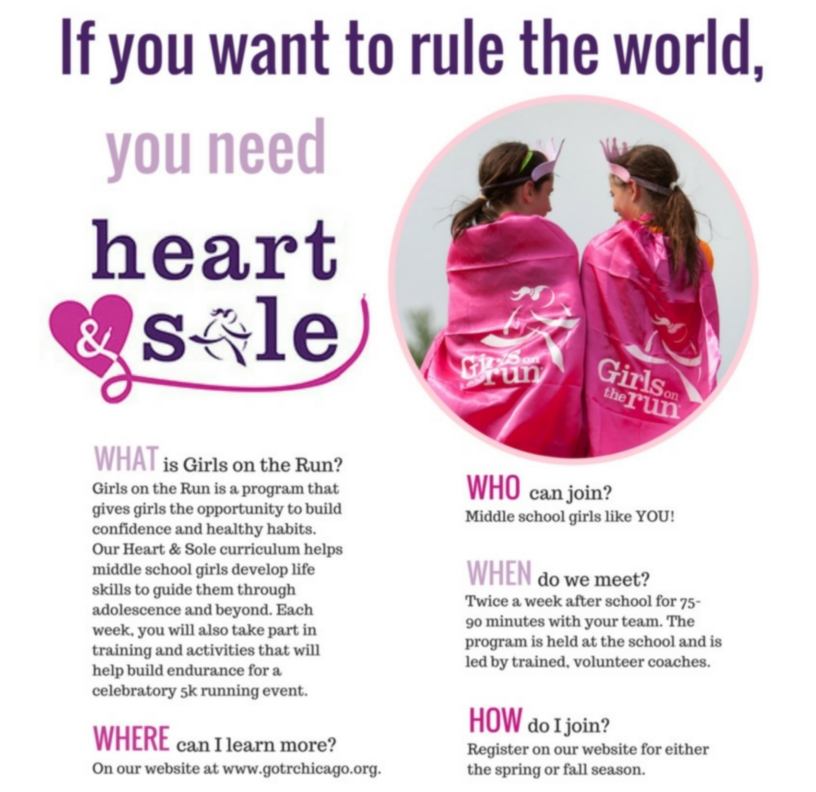 If you want to rule the world,
you need
heart
& sole
Girls on
the run
Girls on
the run
WHAT is Girls on the Run?
Girls on the Run is a program that
gives girls the opportunity to build
confidence and healthy habits.
Our Heart & Sole curriculum helps
middle school girls develop life
skills to guide them through
adolescence and beyond. Each
week, you will also take part in
training and activities that will
help build endurance for a
celebratory 5k running event.
WHERE can I learn more?
On our website at www.gotrchicago.org.
WHO can join?
Middle school girls like YOU!
WHEN do we meet?
Twice a week after school for 75-
90 minutes with your team. The
program is held at the school and is
led by trained, volunteer coaches.
HOW do I join?
Register on our website for either
the spring or fall season.